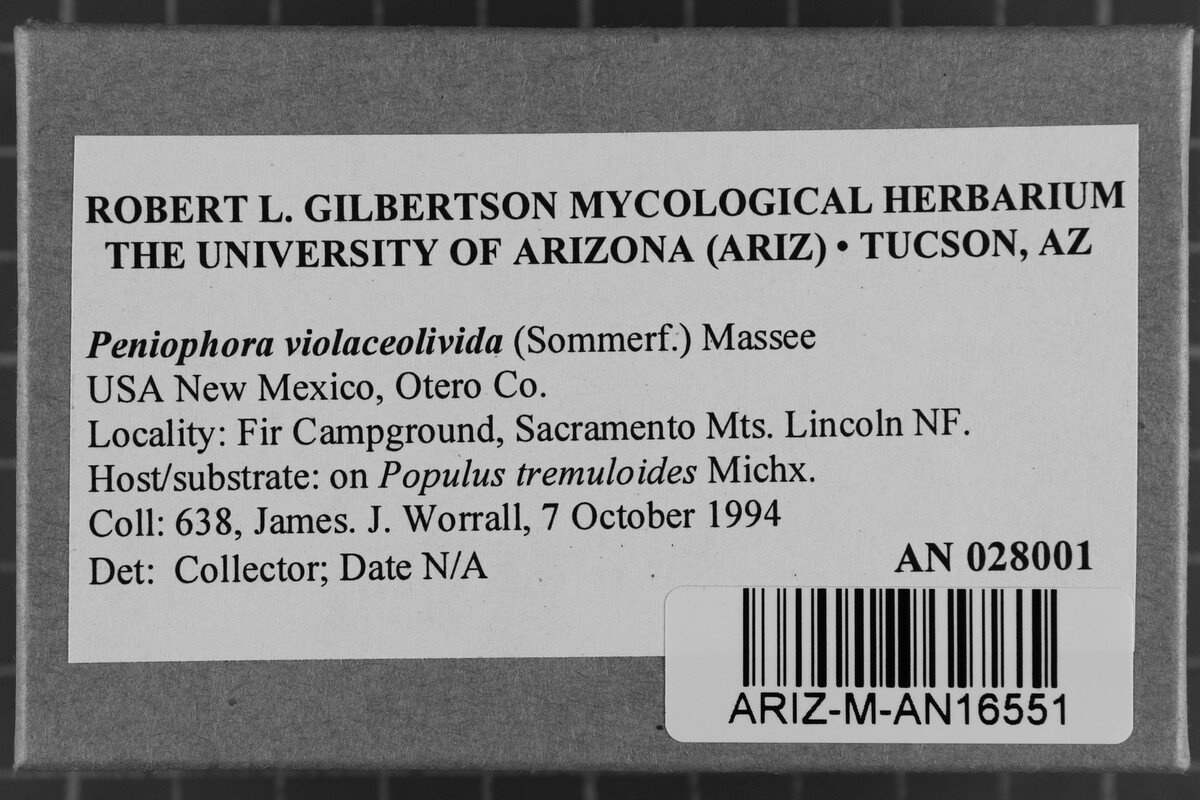 ROBERT L. GILBERTSON MYCOLOGICAL HERBARIUM
THE UNIVERSITY OF ARIZONA (ARIZ) • TUCSON, AZ
Peniophora violaceolivida (Sommerf.) Massee
USA New Mexico, Otero Co.
Locality: Fir Campground, Sacramento Mts. Lincoln NF.
Host/substrate: on Populus tremuloides Michx.
Coll: 638, James. J. Worrall, 7 October 1994
Det: Collector; Date N/A
AN 028001
ARIZ-M-AN16551